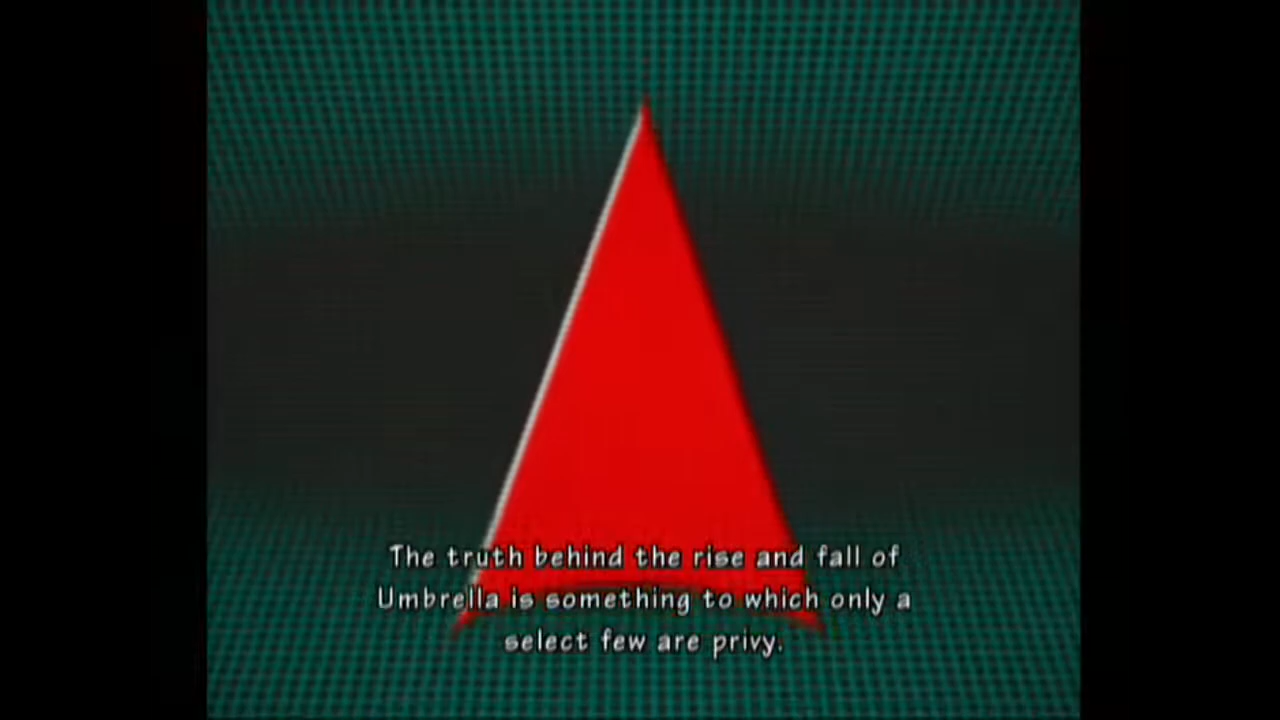 The truth behind the rise and fall of
Umbrella is something to which only a
select few are privy.